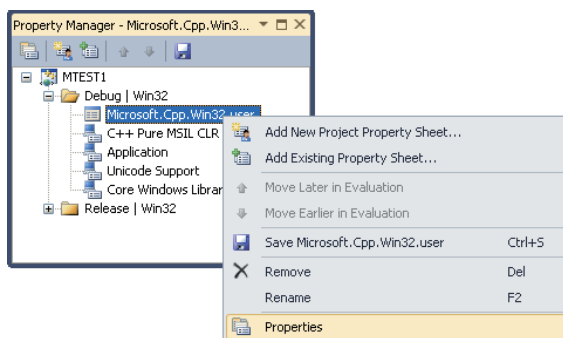 Property Manager - Microsoft.Cpp.Win3...
MTEST1
Debug | Win32
Microsoft.Cpp.Win32.user
C++ Pure MSIL CLR
Application
Unicode Support
Core Windows Librar
Release | Win32
Add New Project Property Sheet...
Add Existing Property Sheet...
Move Later in Evaluation
Move Earlier in Evaluation
Save Microsoft.Cpp.Win32.user Ctrl+S
Remove Del
Rename F2
Properties